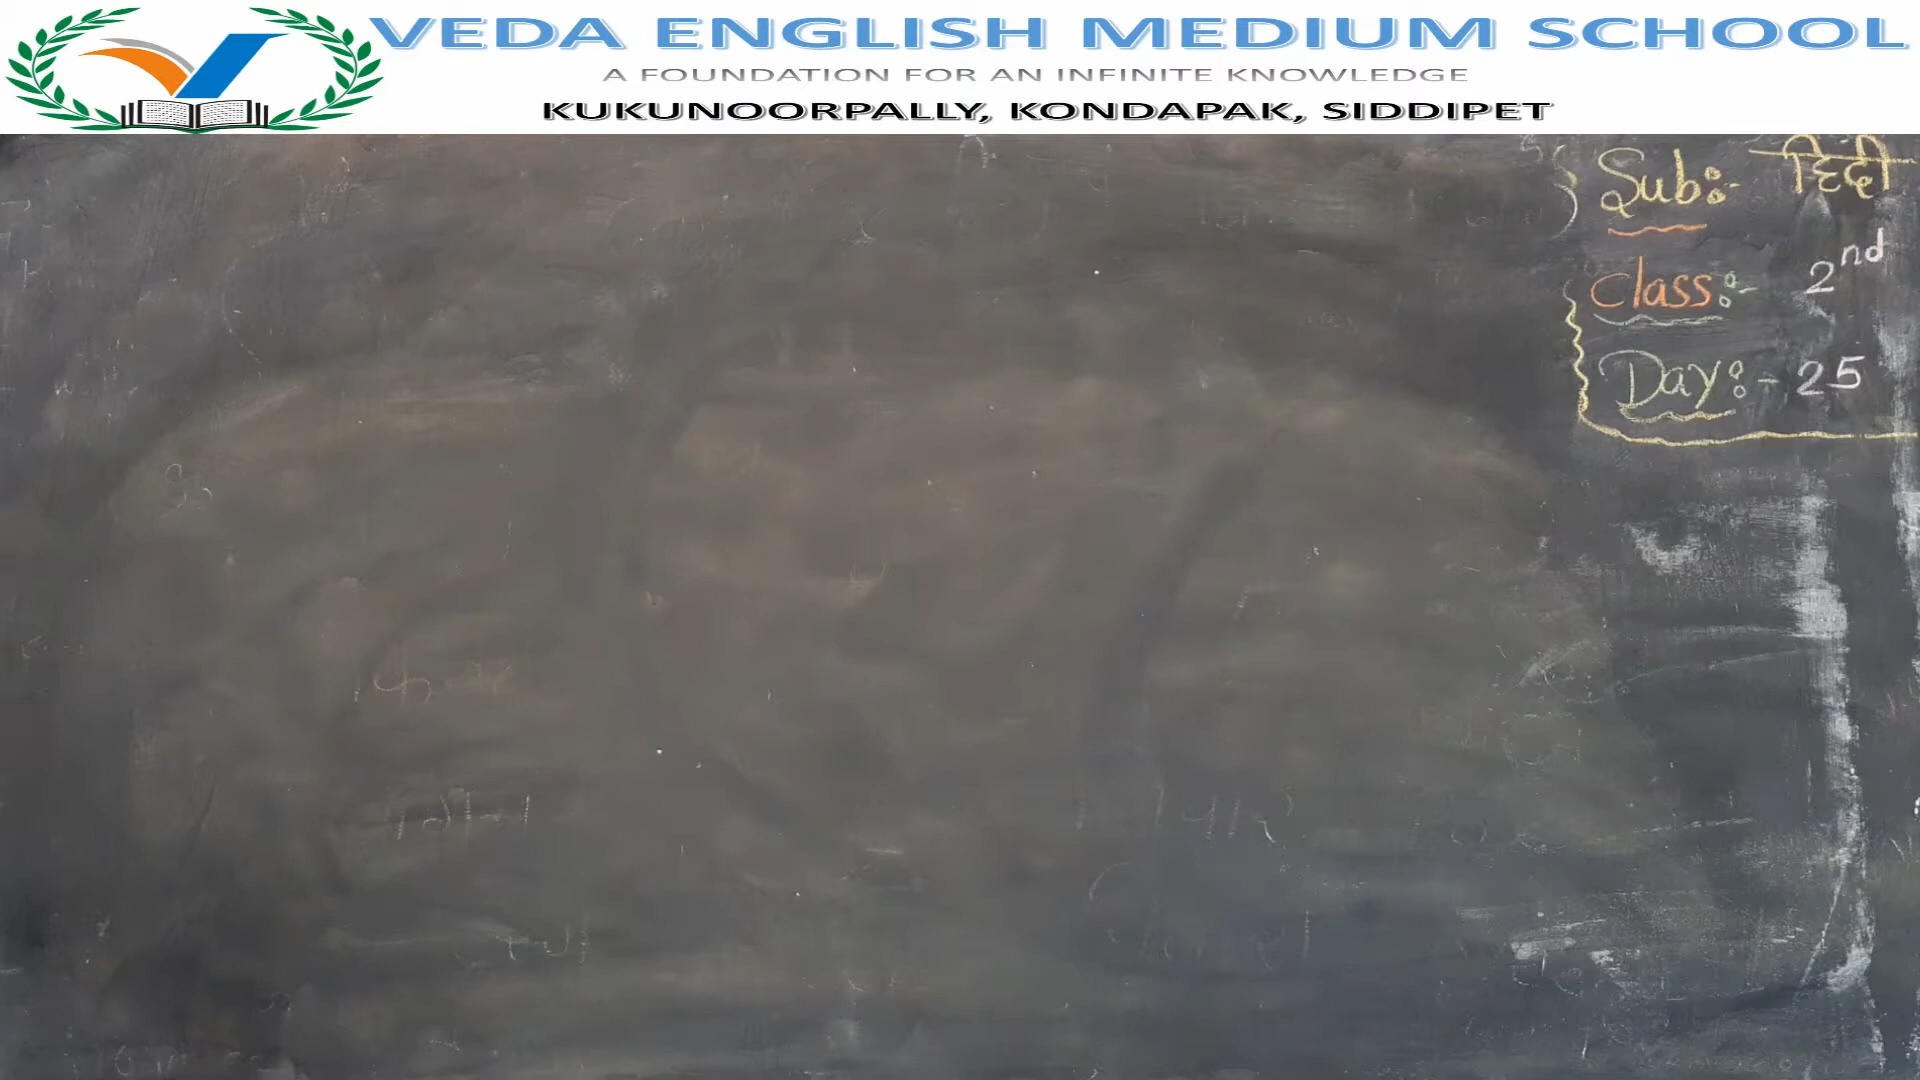 VEDA ENGLISH MEDIUM SCHOOL
A FOUNDATION FOR AN INFINITE KNOWLEDGE
KUKUNOORPALLY, KONDAPAK, SIDDIPET
Sub:- हिंदी
Class:- 2nd
Day:- 25